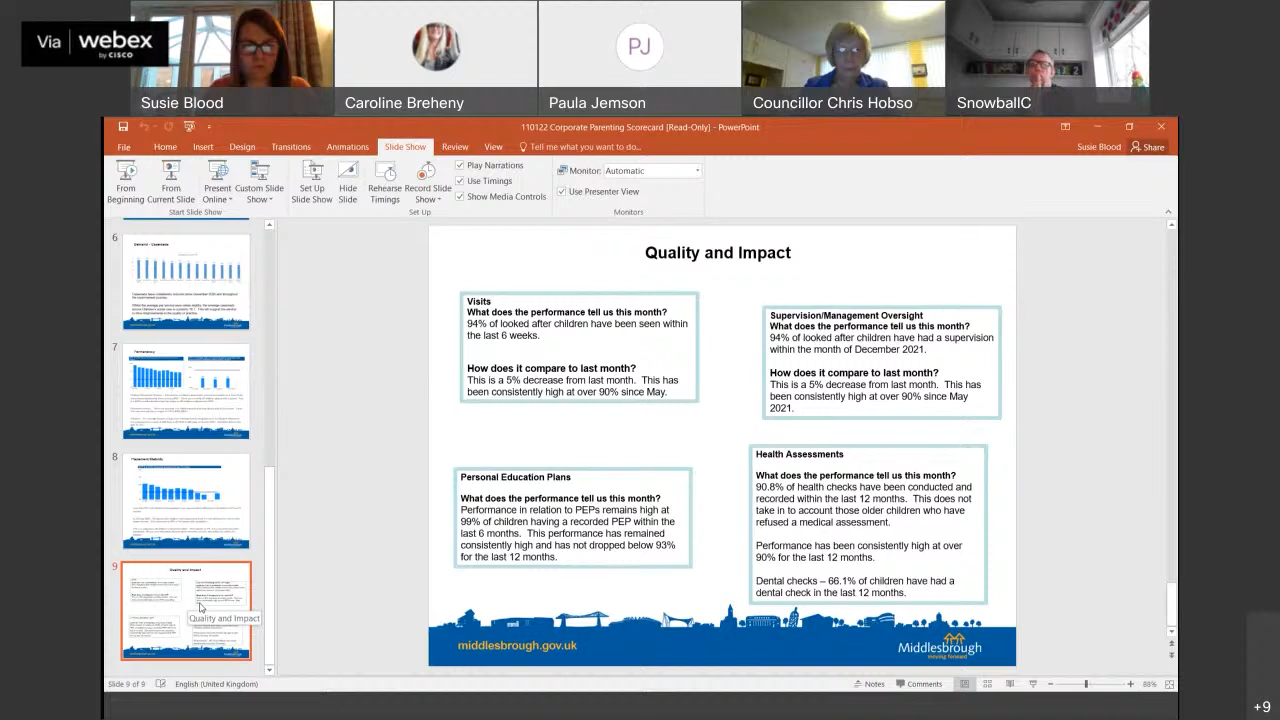 Via webex
by CISCO
Susie Blood
Caroline Breheny
PJ
Paula Jemson
Councillor Chris Hobso
SnowballC
110122 Corporate Parenting Scorecard [Read-Only] - PowerPoint
File Home Insert Design Transitions Animations Slide Show Review View Tell me what you want to do...
Susie Blood Share
From Beginning
From Current Slide
Present Online
Custom Slide Show
Start Slide Show
Set Up Slide Show
Hide Slide
Rehearse Timings
Record Slide Show
Play Narrations
Use Timings
Show Media Controls
Set Up
Monitor: Automatic
Use Presenter View
Monitors
6
7
Permanency
8
9
Quality and Impact
Quality and Impact
Quality and Impact
Visits
What does the performance tell us this month?
94% of looked after children have been seen within
the last 6 weeks.
How does it compare to last month?
This is a 5% decrease from last month. This has
been consistently high at over 90% since May.
Supervision/Management Oversight
What does the performance tell us this month?
94% of looked after children have had a supervision
within the month of December 2021.
How does it compare to last month?
This is a 5% decrease from last month. This has
been consistently high at over 90% since May
2021.
Personal Education Plans
What does the performance tell us this month?
Performance in relation to PEPs remains high at
99% of children having a recorded PEP within the
last 6 months. This performance has remained
consistently high and has not dropped below 93%
for the last 12 months.
Health Assessments
What does the performance tell us this month?
90.8% of health checks have been conducted and
recorded within the last 12 months. This does not
take in to account those older children who have
refused a medical assessment.
Performance has been consistently high at over
90% for the last 12 months.
Dental checks – 66.1% of children have had a
dental check in the last 12 months.
middlesbrough.gov.uk
Middlesbrough
moving forward
Slide 9 of 9
English (United Kingdom)
Notes
Comments
88%
+9